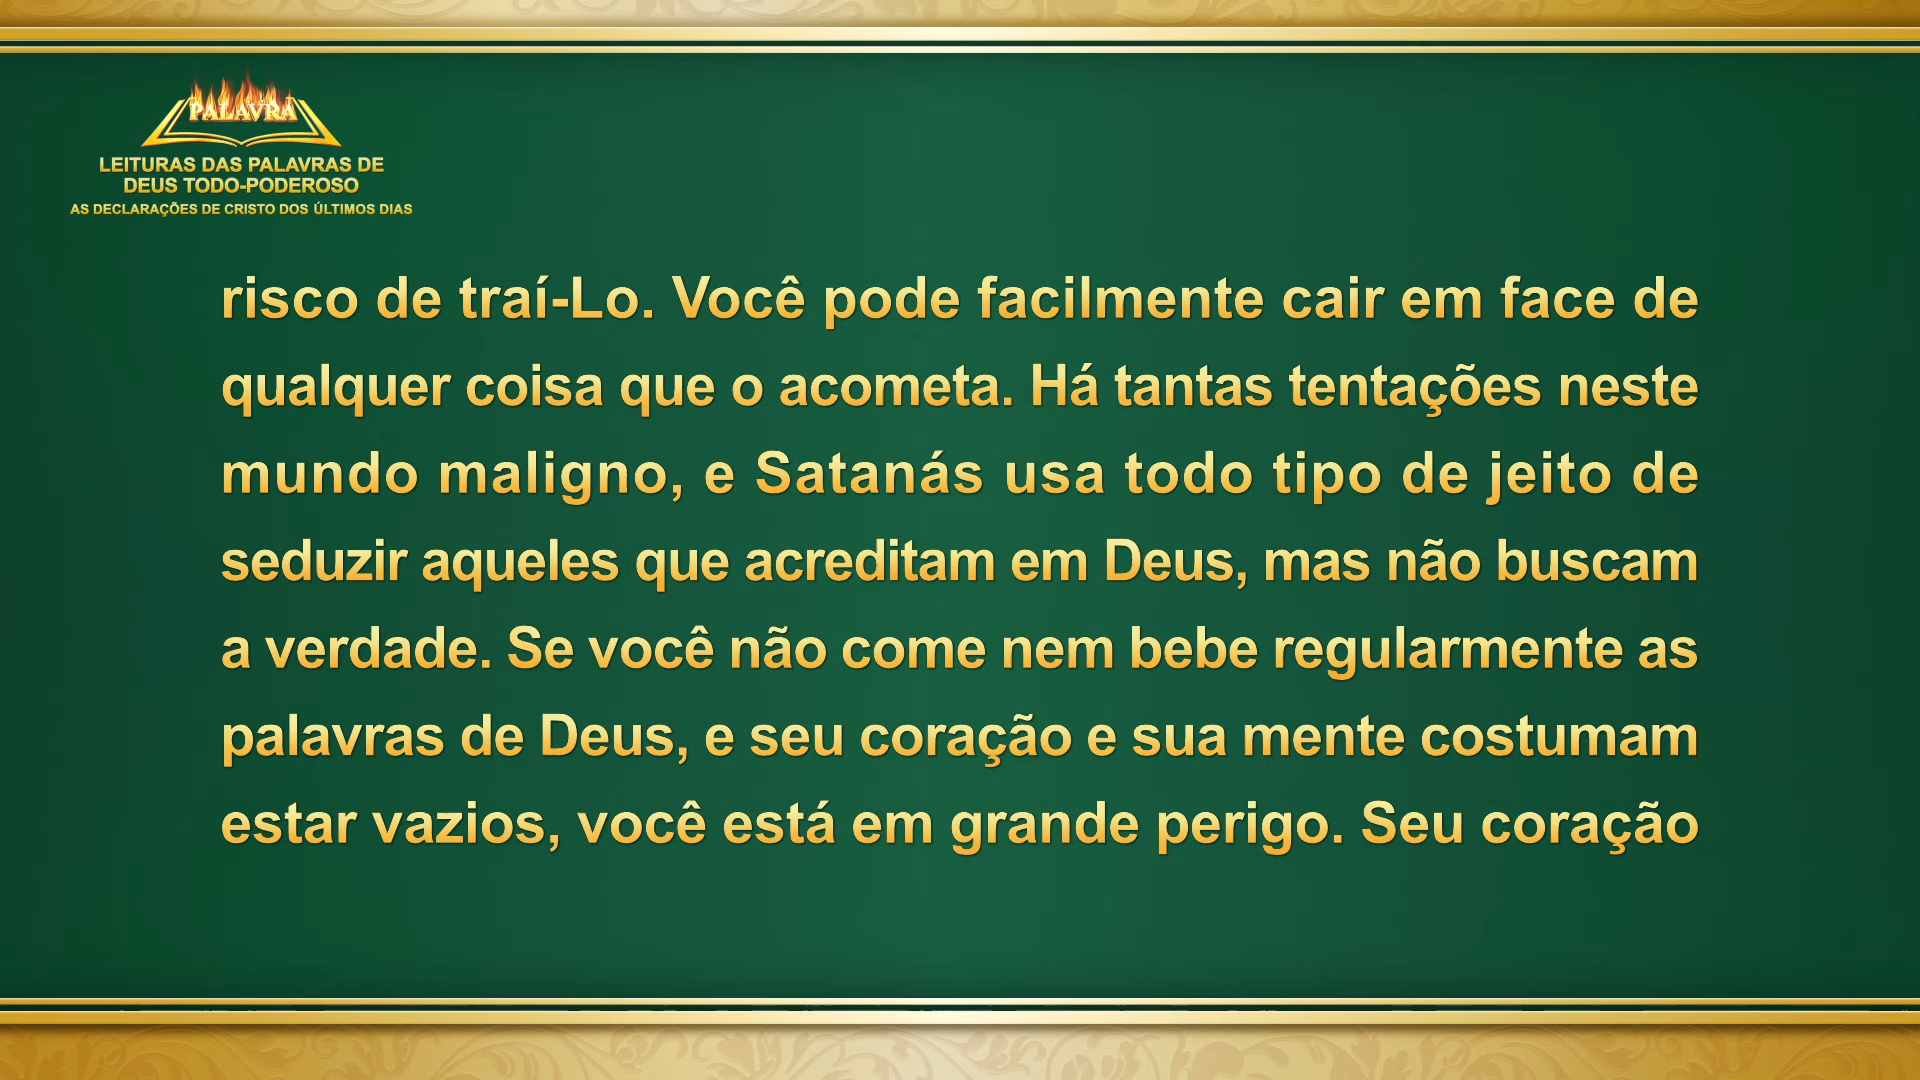 PALAVRA
LEITURAS DAS PALAVRAS DE
DEUS TODO-PODEROSO
AS DECLARAÇÕES DE CRISTO DOS ÚLTIMOS DIAS
risco de traí-Lo. Você pode facilmente cair em face de
qualquer coisa que o acometa. Há tantas tentações neste
mundo maligno, e Satanás usa todo tipo de jeito de
seduzir aqueles que acreditam em Deus, mas não buscam
a verdade. Se você não come nem bebe regularmente as
palavras de Deus, e seu coração e sua mente costumam
estar vazios, você está em grande perigo. Seu coração